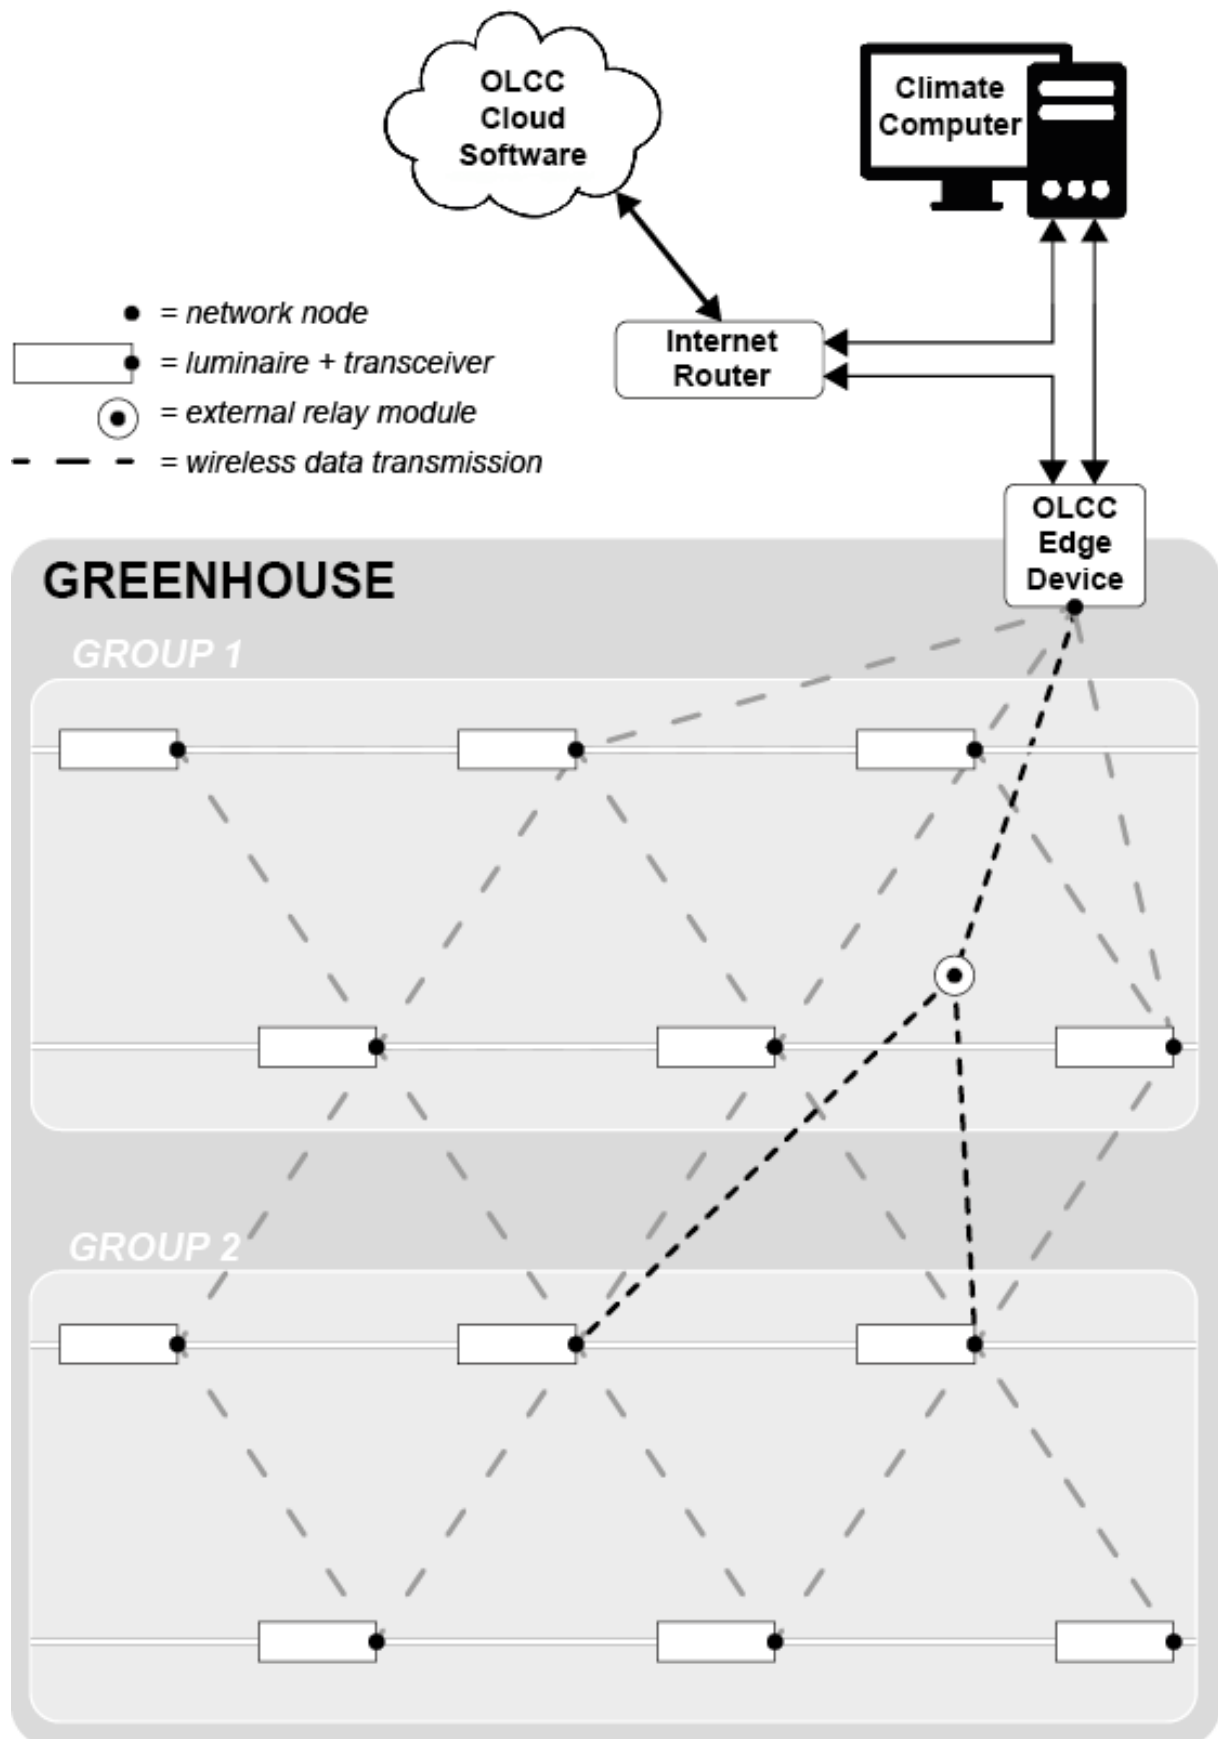 OLCC
Cloud
Software
Climate
Computer
= network node
= luminaire + transceiver
= external relay module
= wireless data transmission
Internet
Router
OLCC
Edge
Device
GREENHOUSE
GROUP 1
GROUP 2